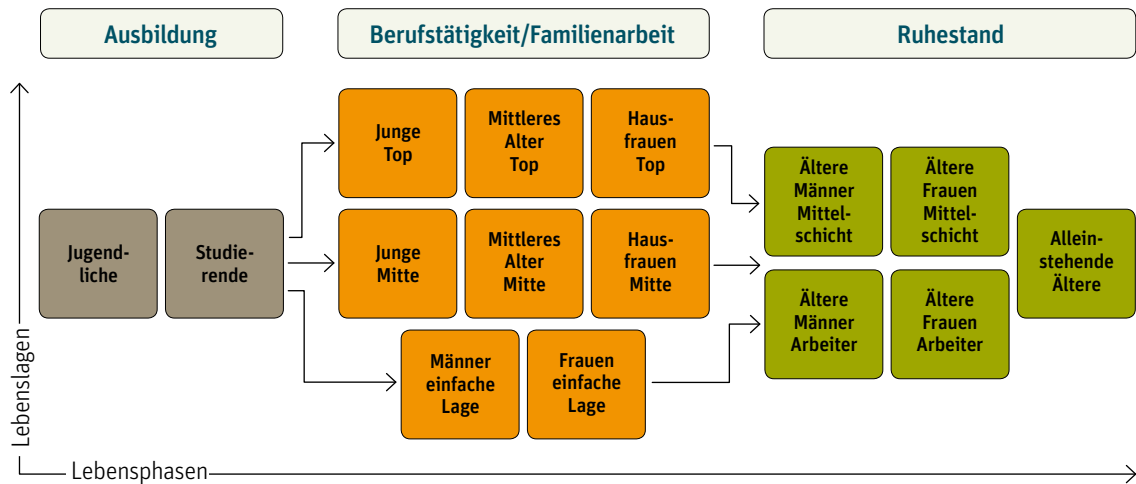 Ausbildung
Berufstätigkeit/Familienarbeit
Ruhestand
Jugend-
liche
Studie-
rende
Junge
Top
Mittleres
Alter
Top
Haus-
frauen
Top
Junge
Mitte
Mittleres
Alter
Mitte
Haus-
frauen
Mitte
Männer
einfache
Lage
Frauen
einfache
Lage
Ältere
Männer
Mittel-
schicht
Ältere
Frauen
Mittel-
schicht
Ältere
Männer
Arbeiter
Ältere
Frauen
Arbeiter
Allein-
stehende
Ältere
Lebenslagen
Lebensphasen